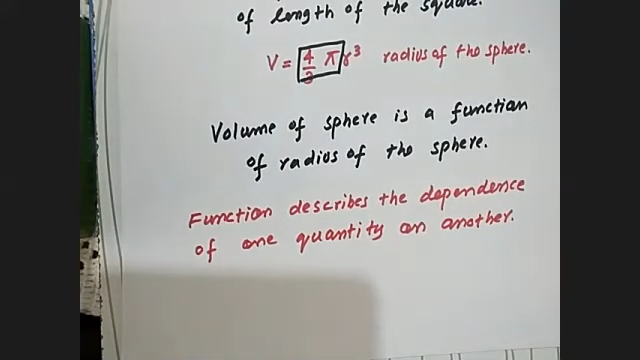 of length of the square.
V = 4/3 π r³ radius of the sphere.
Volume of sphere is a function
of radius of the sphere.
Function describes the dependence
of one quantity on another.